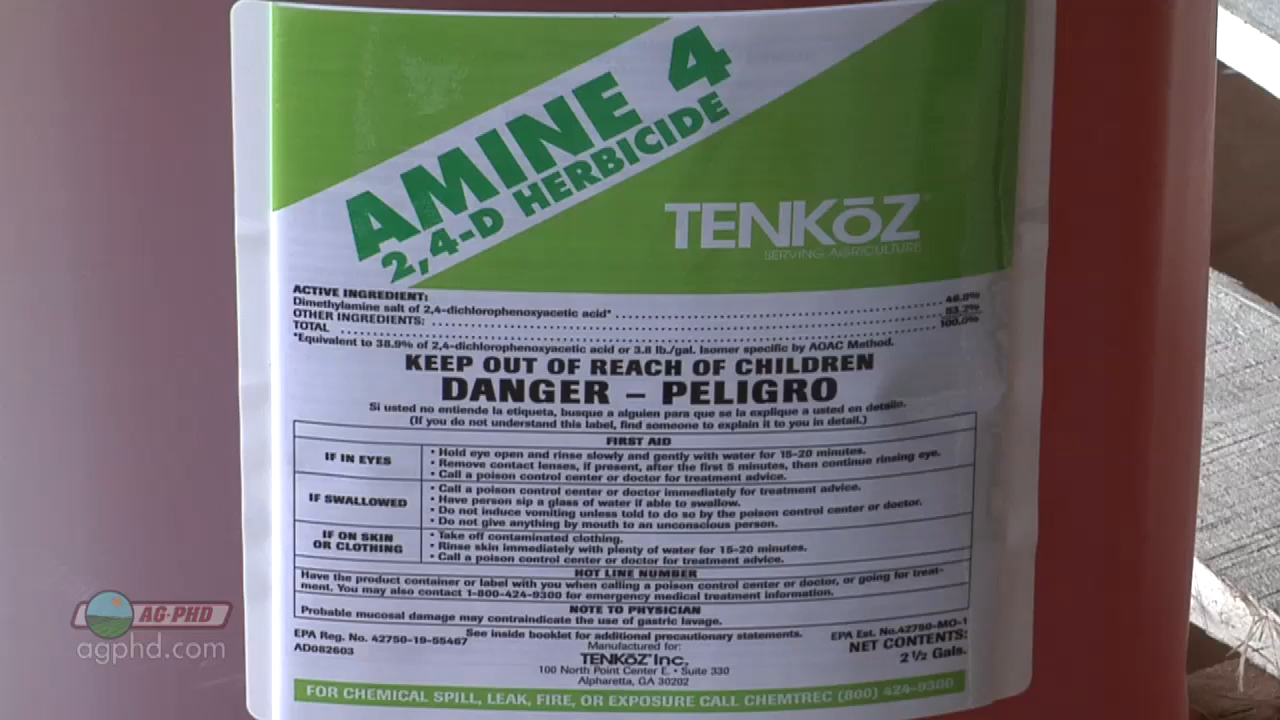 AMINE 4
2,4-D HERBICIDE
TENKōZ
SERVING AGRICULTURE
ACTIVE INGREDIENT:
Dimethylamine salt of 2,4-dichlorophenoxyacetic acid* 46.8%
OTHER INGREDIENTS: 53.2%
TOTAL 100.0%
*Equivalent to 38.9% of 2,4-dichlorophenoxyacetic acid or 3.8 lb./gal. Isomer specific by AOAC Method.
KEEP OUT OF REACH OF CHILDREN
DANGER – PELIGRO
Si usted no entiende la etiqueta, busque a alguien para que se la explique a usted en detalle.
(If you do not understand this label, find someone to explain it to you in detail.)
FIRST AID
IF IN EYES
• Hold eye open and rinse slowly and gently with water for 15-20 minutes.
• Remove contact lenses, if present, after the first 5 minutes, then continue rinsing eye.
• Call a poison control center or doctor for treatment advice.
IF SWALLOWED
• Call a poison control center or doctor immediately for treatment advice.
• Have person sip a glass of water if able to swallow.
• Do not induce vomiting unless told to do so by the poison control center or doctor.
• Do not give anything by mouth to an unconscious person.
IF ON SKIN
OR CLOTHING
• Take off contaminated clothing.
• Rinse skin immediately with plenty of water for 15-20 minutes.
• Call a poison control center or doctor for treatment advice.
HOT LINE NUMBER
Have the product container or label with you when calling a poison control center or doctor, or going for treat-
ment. You may also contact 1-800-424-9300 for emergency medical treatment information.
NOTE TO PHYSICIAN
Probable mucosal damage may contraindicate the use of gastric lavage.
See inside booklet for additional precautionary statements.
EPA Reg. No. 42750-19-55467
AD082603
Manufactured for:
TENKōZ Inc.
100 North Point Center E. • Suite 330
Alpharetta, GA 30202
EPA Est. No.42750-MO-1
NET CONTENTS:
2 ½ Gals.
FOR CHEMICAL SPILL, LEAK, FIRE, OR EXPOSURE CALL CHEMTREC (800) 424-9300
AG-PHD
agphd.com